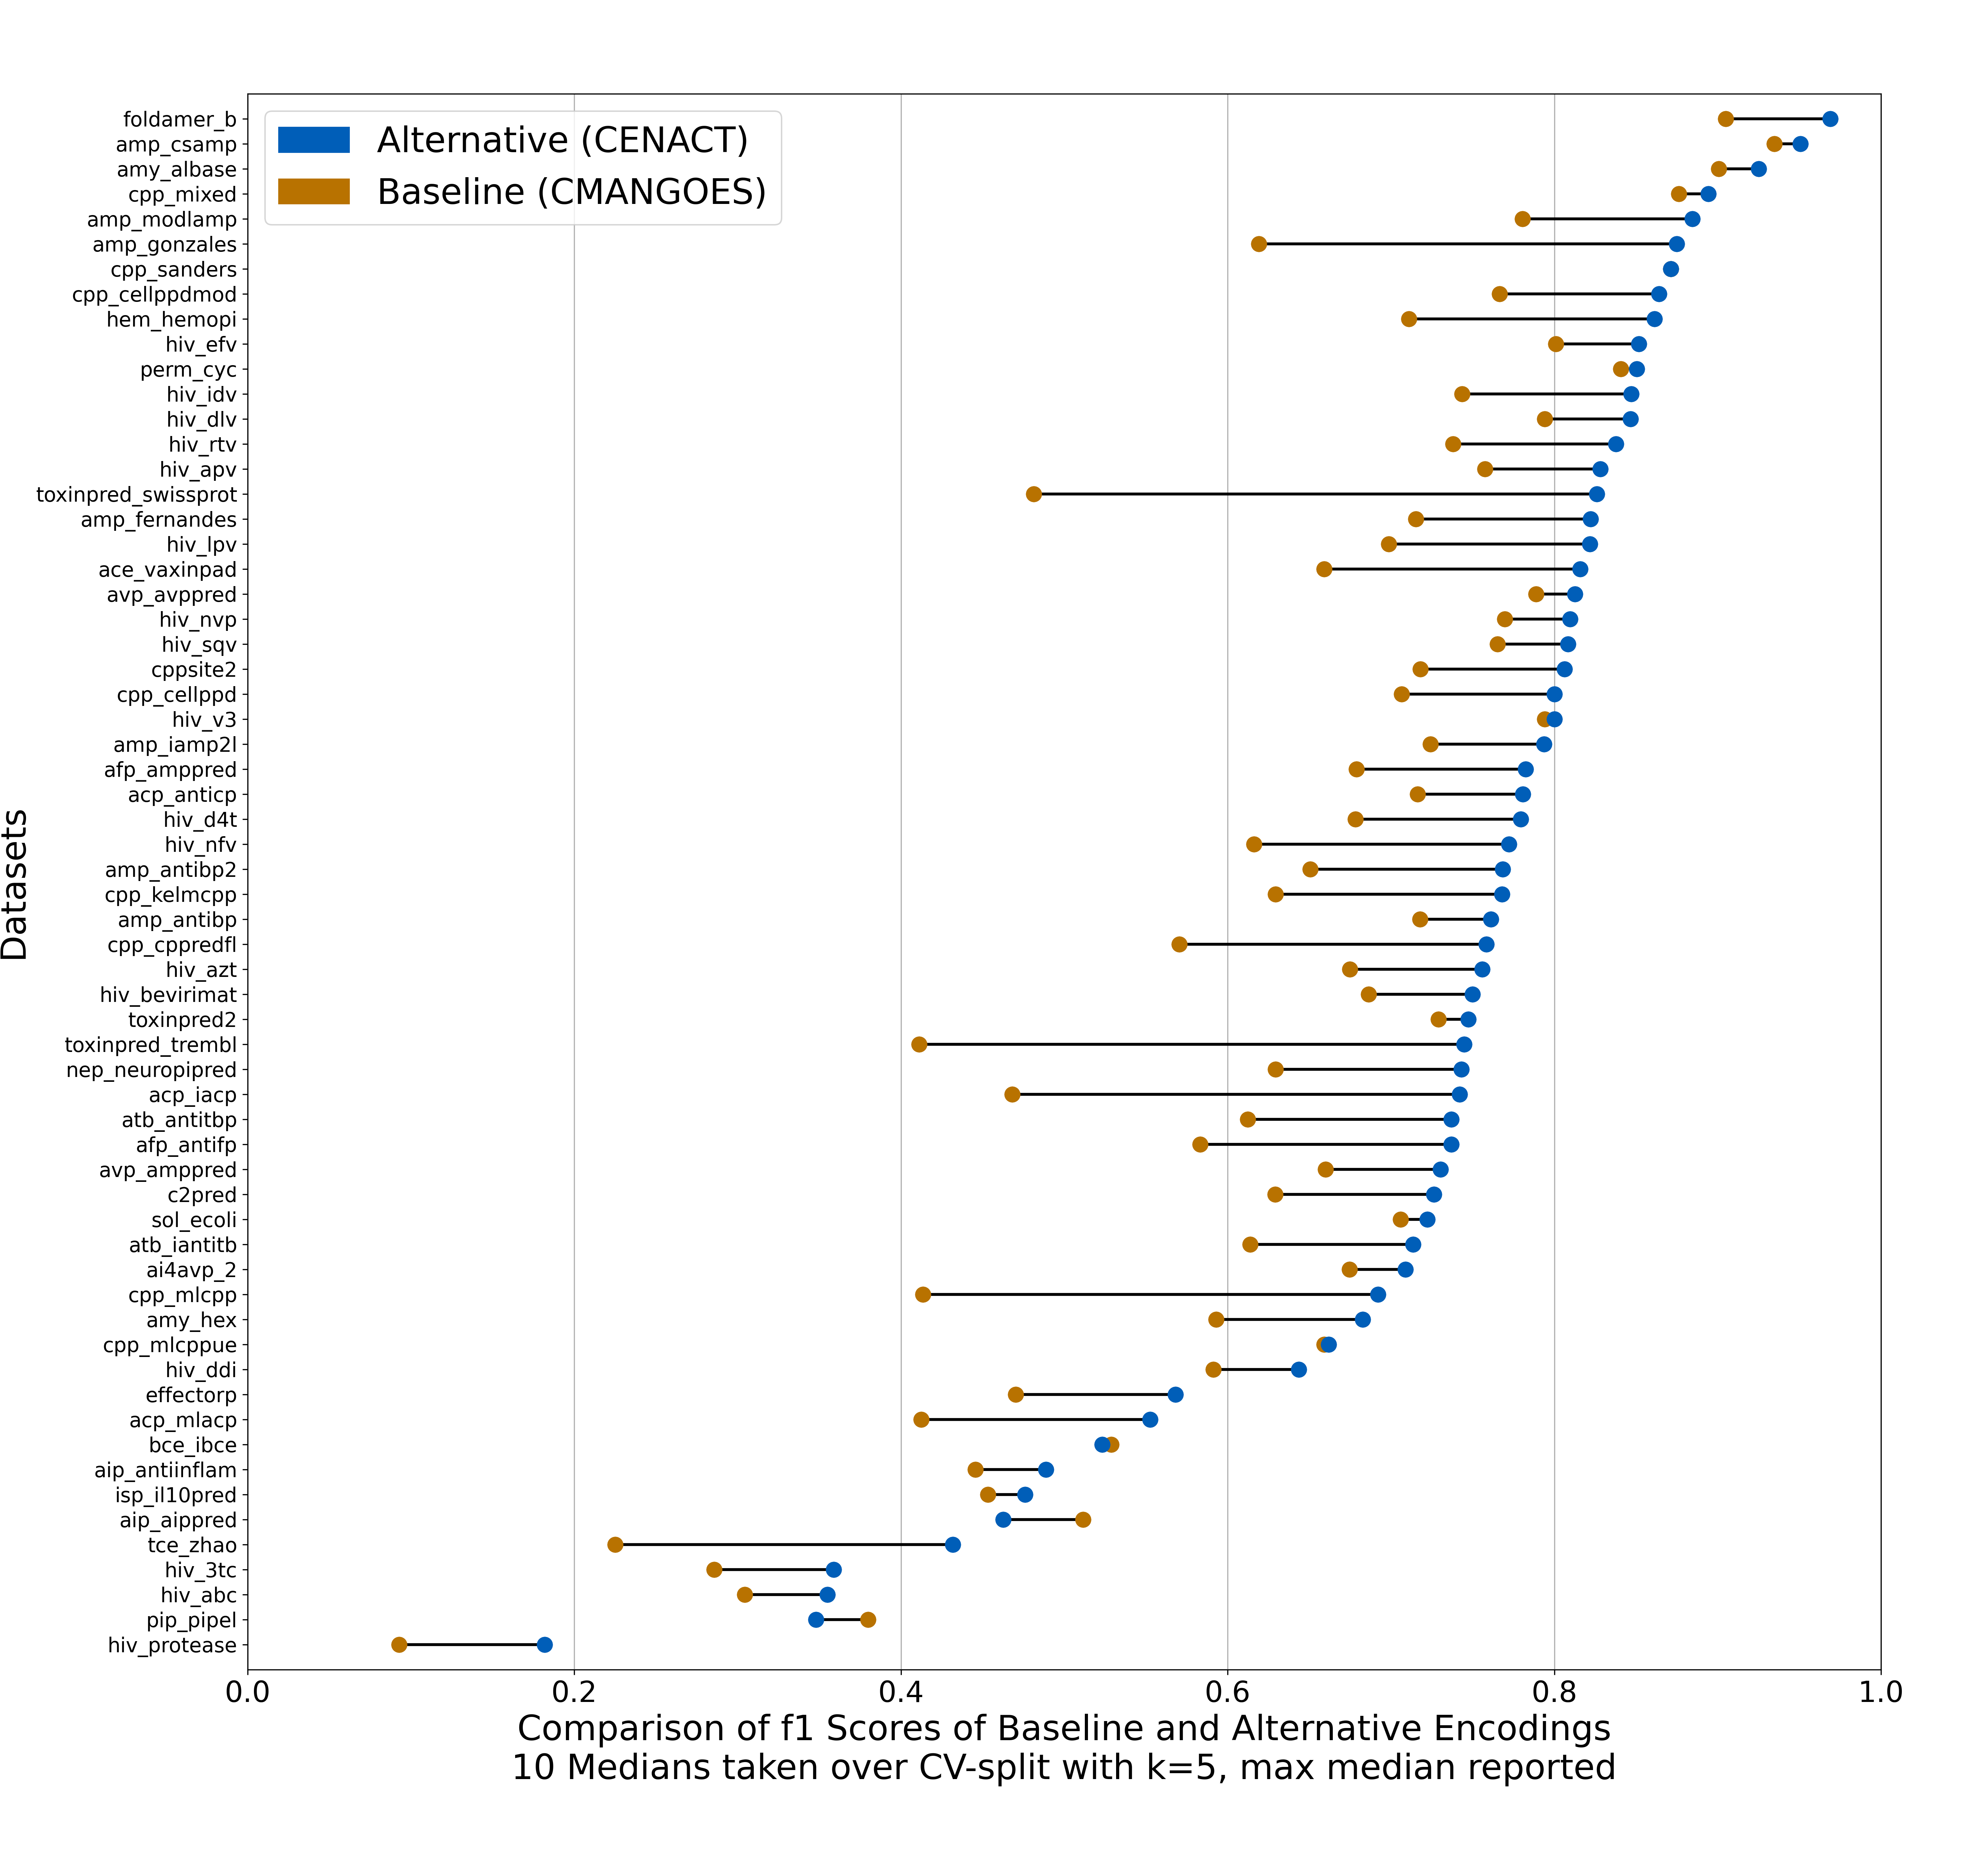 Alternative (CENACT)
Baseline (CMANGOES)
Datasets
foldamer_b
amp_csamp
amy_albase
cpp_mixed
amp_modlamp
amp_gonzales
cpp_sanders
cpp_cellppdmod
hem_hemopi
hiv_efv
perm_cyc
hiv_idv
hiv_dlv
hiv_rtv
hiv_apv
toxinpred_swissprot
amp_fernandes
hiv_lpv
ace_vaxinpad
avp_avppred
hiv_nvp
hiv_sqv
cppsite2
cpp_cellppd
hiv_v3
amp_iamp2l
afp_amppred
acp_anticp
hiv_d4t
hiv_nfv
amp_antibp2
cpp_kelmcpp
amp_antibp
cpp_cppredfl
hiv_azt
hiv_bevirimat
toxinpred2
toxinpred_trembl
nep_neuropipred
acp_iacp
atb_antitbp
afp_antifp
avp_amppred
c2pred
sol_ecoli
atb_iantitb
ai4avp_2
cpp_mlcpp
amy_hex
cpp_mlcppue
hiv_ddi
effectorp
acp_mlacp
bce_ibce
aip_antiinflam
isp_il10pred
aip_aippred
tce_zhao
hiv_3tc
hiv_abc
pip_pipel
hiv_protease
0.0 0.2 0.4 0.6 0.8 1.0
Comparison of f1 Scores of Baseline and Alternative Encodings
10 Medians taken over CV-split with k=5, max median reported